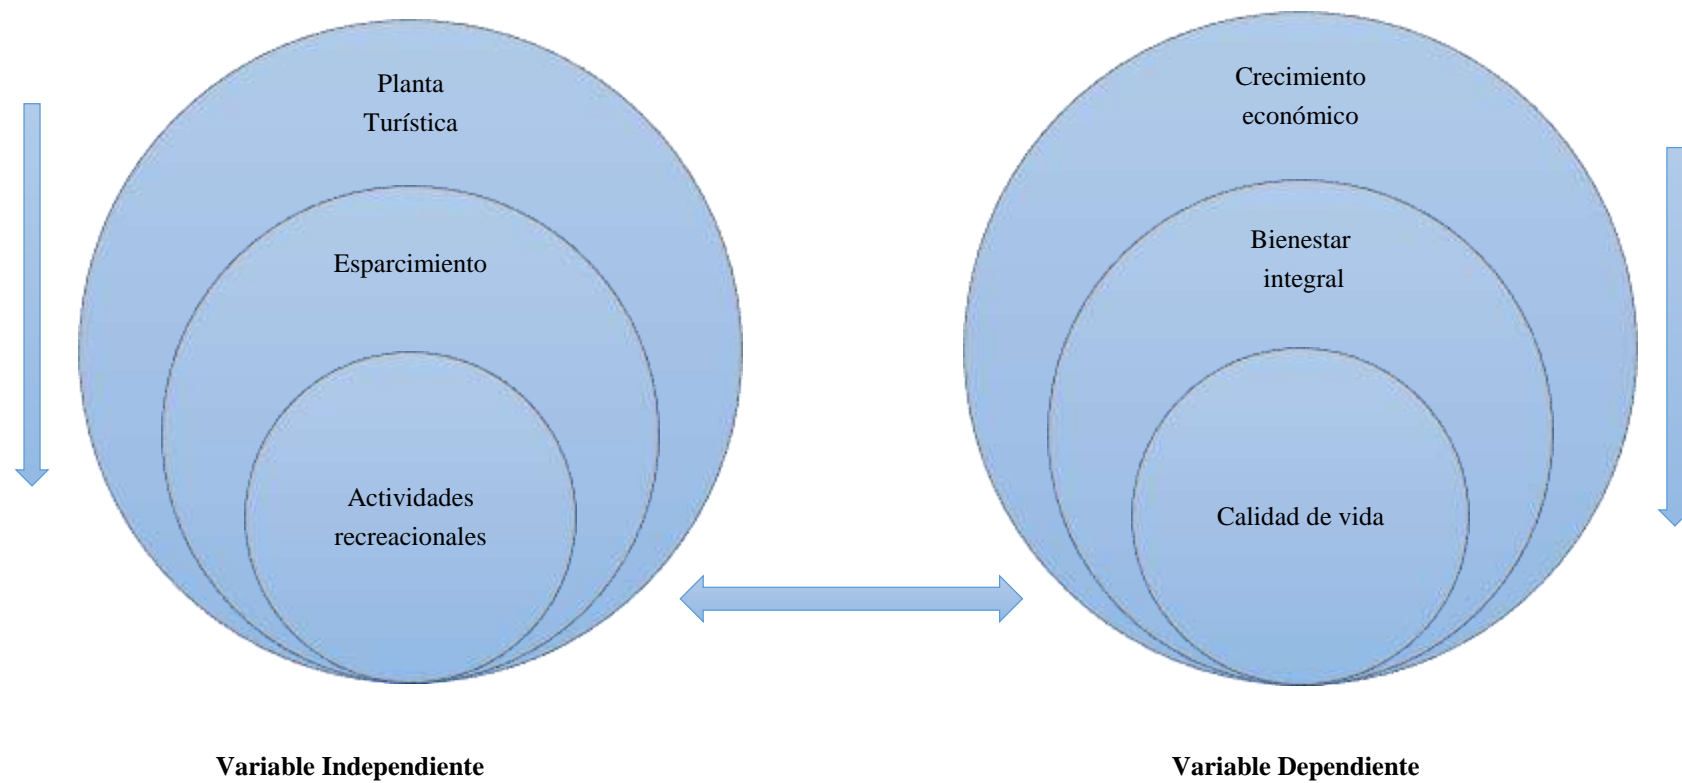 Planta
Turística
Esparcimiento
Actividades
recreacionales
Variable Independiente
Crecimiento
económico
Bienestar
integral
Calidad de vida
Variable Dependiente